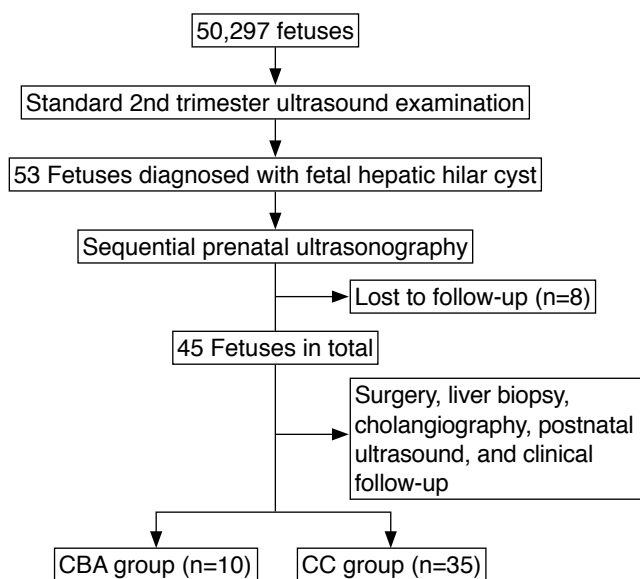 50,297 fetuses
Standard 2nd trimester ultrasound examination
53 Fetuses diagnosed with fetal hepatic hilar cyst
Sequential prenatal ultrasonography
Lost to follow-up (n=8)
45 Fetuses in total
Surgery, liver biopsy,
cholangiography, postnatal
ultrasound, and clinical
follow-up
CBA group (n=10)
CC group (n=35)